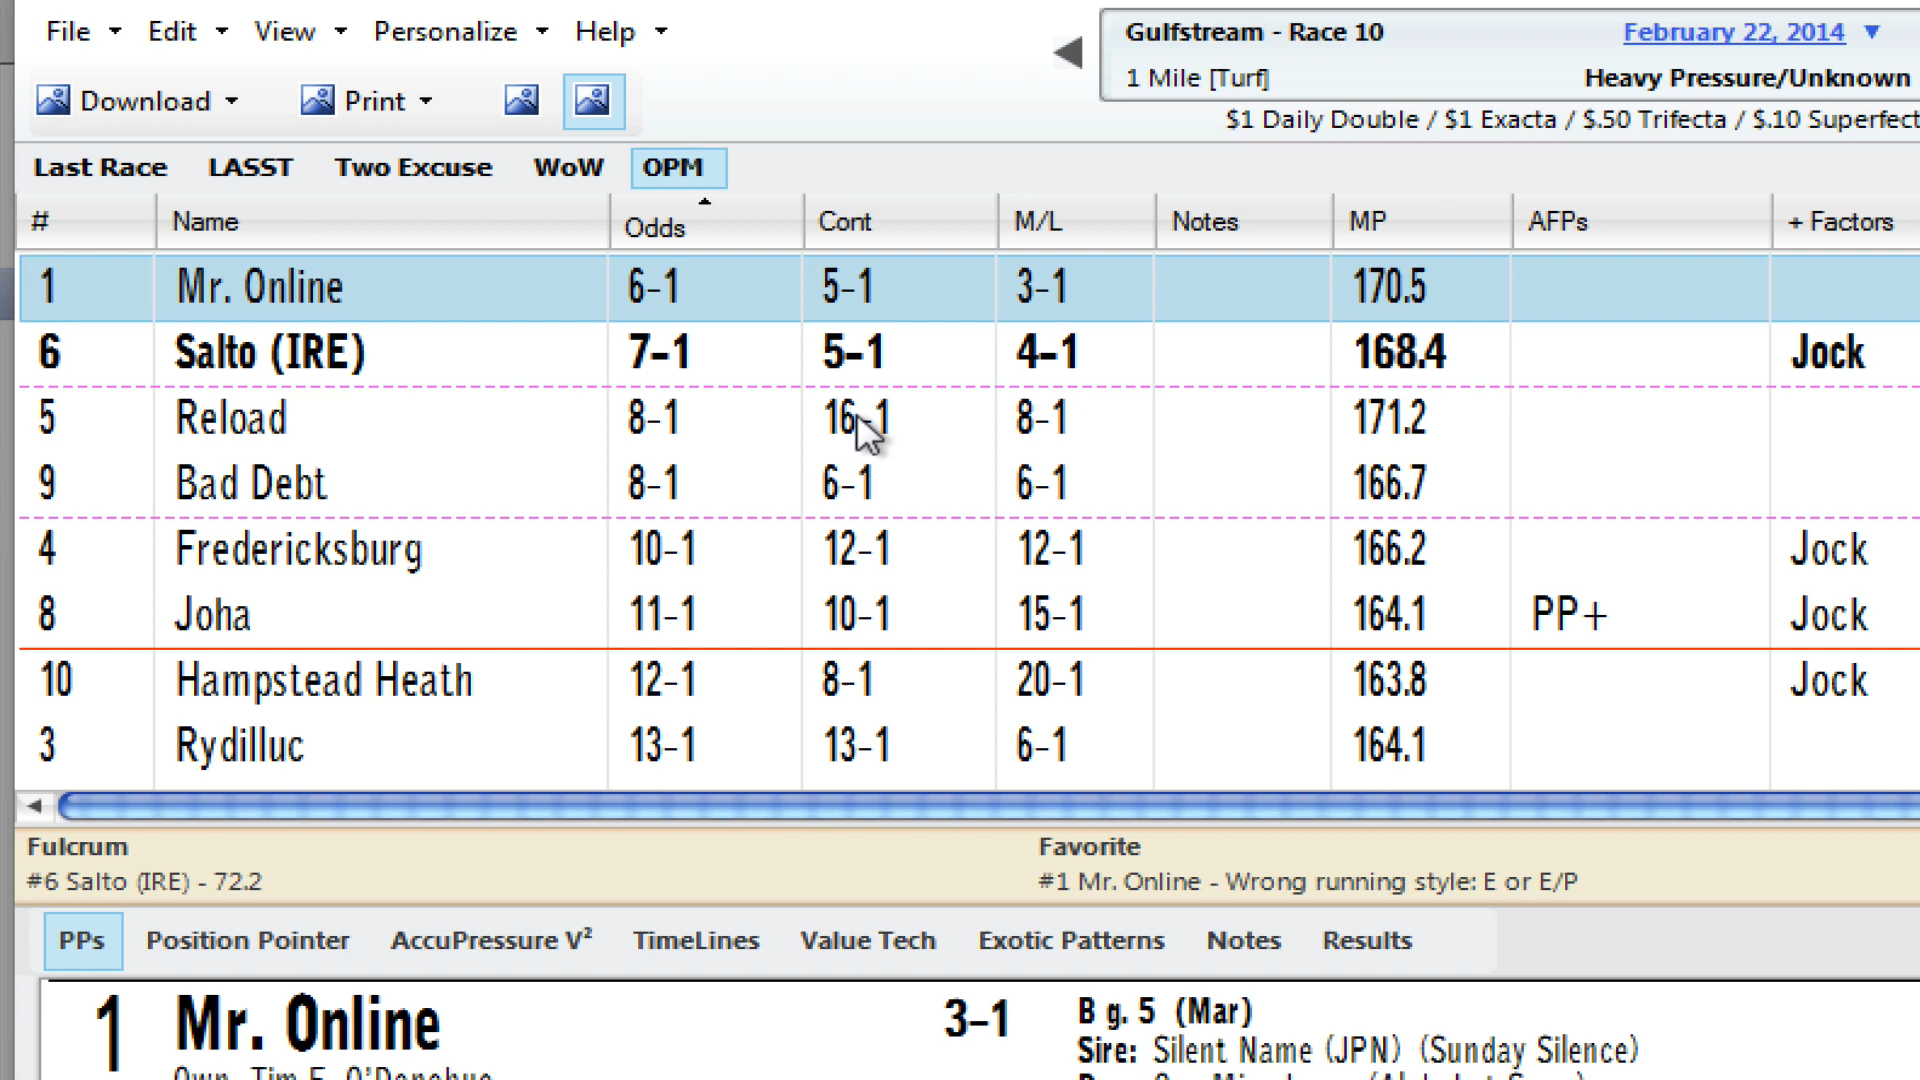 File Edit View Personalize Help
Gulfstream - Race 10 February 22, 2014
1 Mile [Turf] Heavy Pressure/Unknown
Download Print
$1 Daily Double / $1 Exacta / $.50 Trifecta / $.10 Superfect
Last Race LASST Two Excuse WoW OPM
# Name Odds Cont M/L Notes MP AFPs + Factors
1 Mr. Online 6-1 5-1 3-1 170.5
6 Salto (IRE) 7-1 5-1 4-1 168.4 Jock
5 Reload 8-1 16-1 8-1 171.2
9 Bad Debt 8-1 6-1 6-1 166.7
4 Fredericksburg 10-1 12-1 12-1 166.2 Jock
8 Joha 11-1 10-1 15-1 164.1 PP+ Jock
10 Hampstead Heath 12-1 8-1 20-1 163.8 Jock
3 Rydilluc 13-1 13-1 6-1 164.1
Fulcrum Favorite
#6 Salto (IRE) - 72.2 #1 Mr. Online - Wrong running style: E or E/P
PPs Position Pointer AccuPressure V² TimeLines Value Tech Exotic Patterns Notes Results
1 Mr. Online 3-1 B g. 5 (Mar)
Sire: Silent Name (JPN) (Sunday Silence)
Own. Tim F. O'Donohue